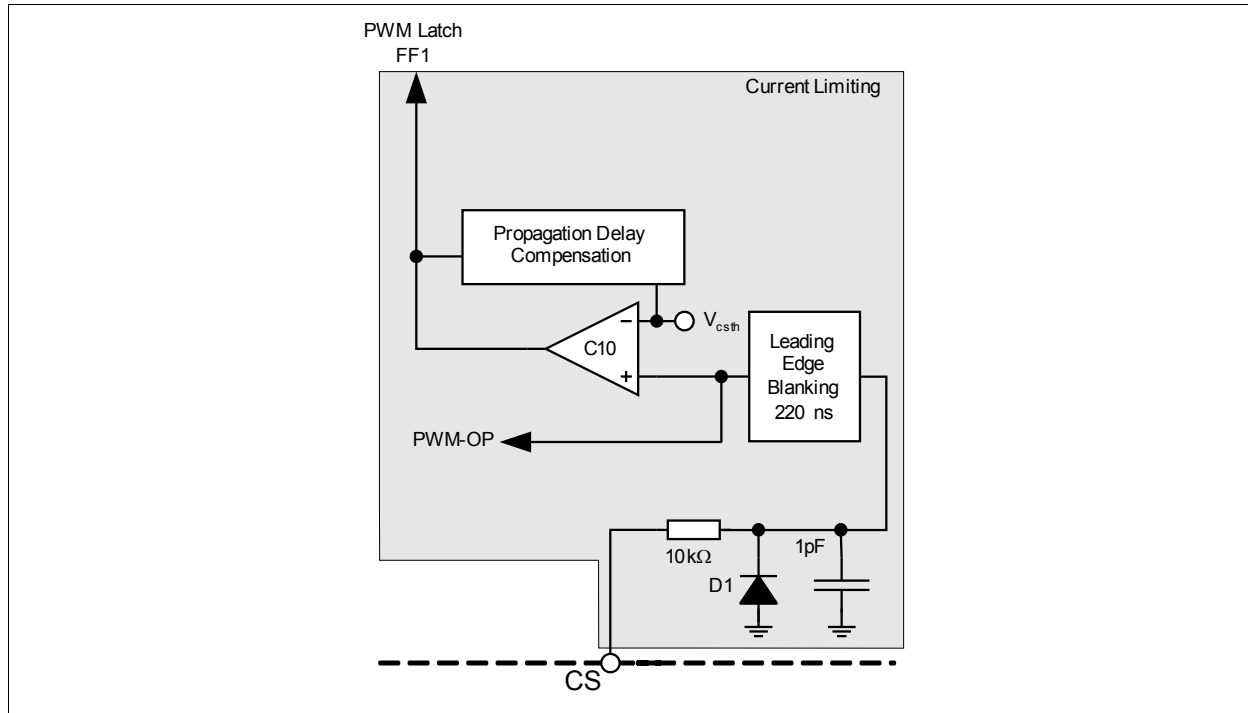 PWM Latch
FF1
Current Limiting
Propagation Delay
Compensation
−
V_csth
C10
+
Leading
Edge
Blanking
220 ns
PWM-OP
10kΩ
1pF
D1
CS